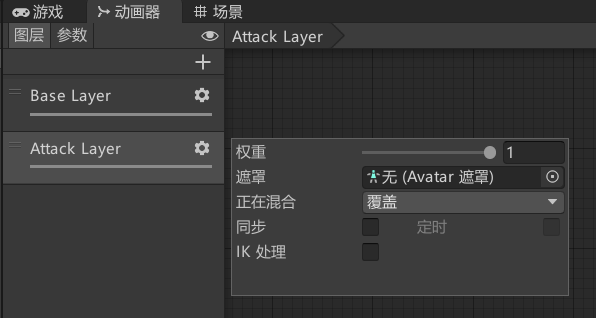 游戏 动画器 场景
图层 参数 Attack Layer
+
Base Layer
Attack Layer
权重 1
遮罩 无 (Avatar 遮罩)
正在混合 覆盖
同步 定时
IK 处理